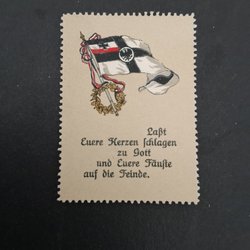 Laßt
Euere Herzen schlagen
zu Gott
und Euere Fäuste
auf die Feinde.